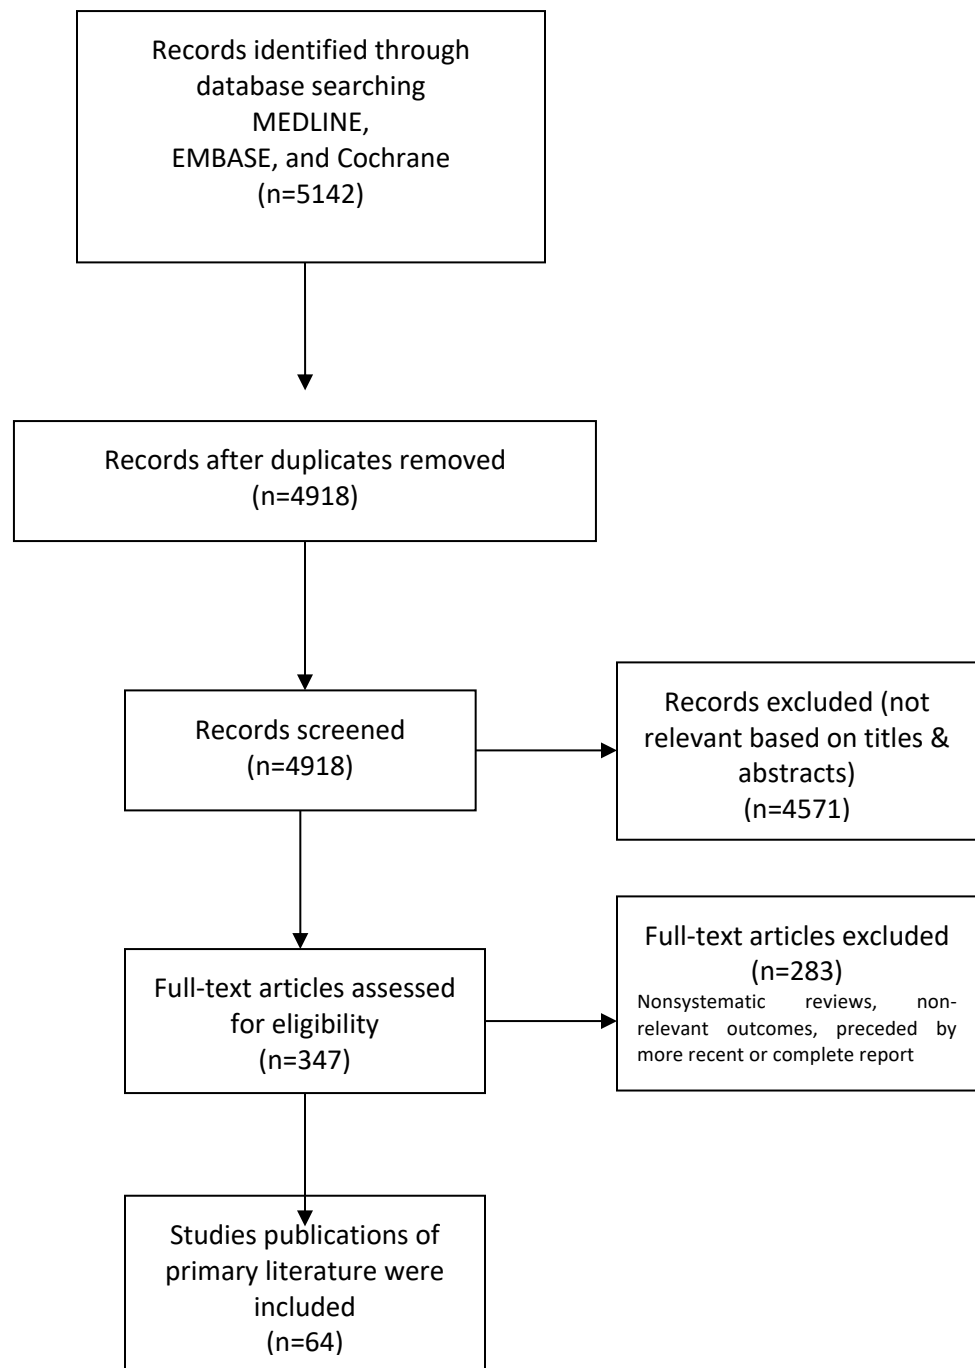 Records identified through
database searching
MEDLINE,
EMBASE, and Cochrane
(n=5142)
Records after duplicates removed
(n=4918)
Records screened
(n=4918)
Records excluded (not
relevant based on titles &
abstracts)
(n=4571)
Full-text articles assessed
for eligibility
(n=347)
Full-text articles excluded
(n=283)
Nonsystematic reviews, non-
relevant outcomes, preceded by
more recent or complete report
Studies publications of
primary literature were
included
(n=64)